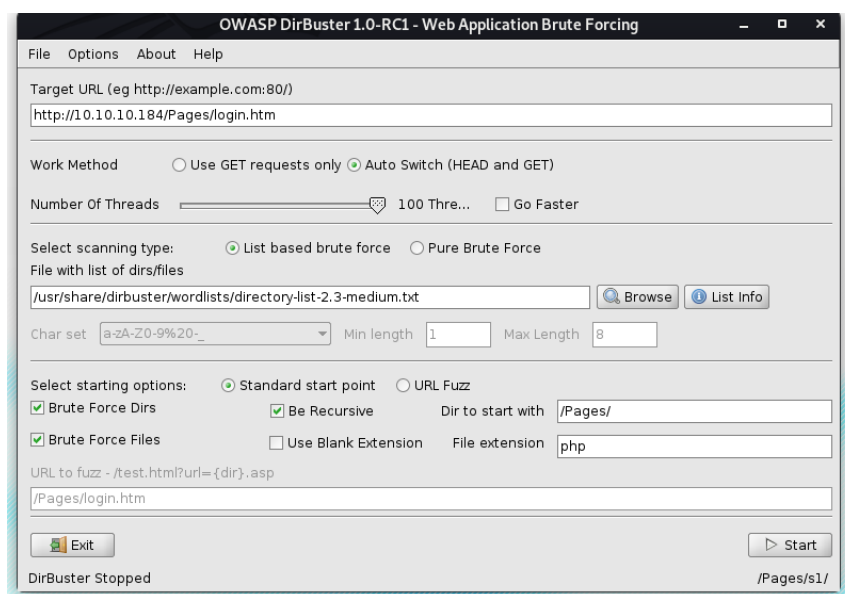 OWASP DirBuster 1.0-RC1 - Web Application Brute Forcing
File Options About Help
Target URL (eg http://example.com:80/)
http://10.10.10.184/Pages/login.htm
Work Method Use GET requests only Auto Switch (HEAD and GET)
Number Of Threads 100 Thre... Go Faster
Select scanning type: List based brute force Pure Brute Force
File with list of dirs/files
/usr/share/dirbuster/wordlists/directory-list-2.3-medium.txt Browse List Info
Char set a-zA-Z0-9%20-_ Min length 1 Max Length 8
Select starting options: Standard start point URL Fuzz
Brute Force Dirs Be Recursive Dir to start with /Pages/
Brute Force Files Use Blank Extension File extension php
URL to fuzz - /test.html?url={dir}.asp
/Pages/login.htm
Exit Start
DirBuster Stopped /Pages/s1/